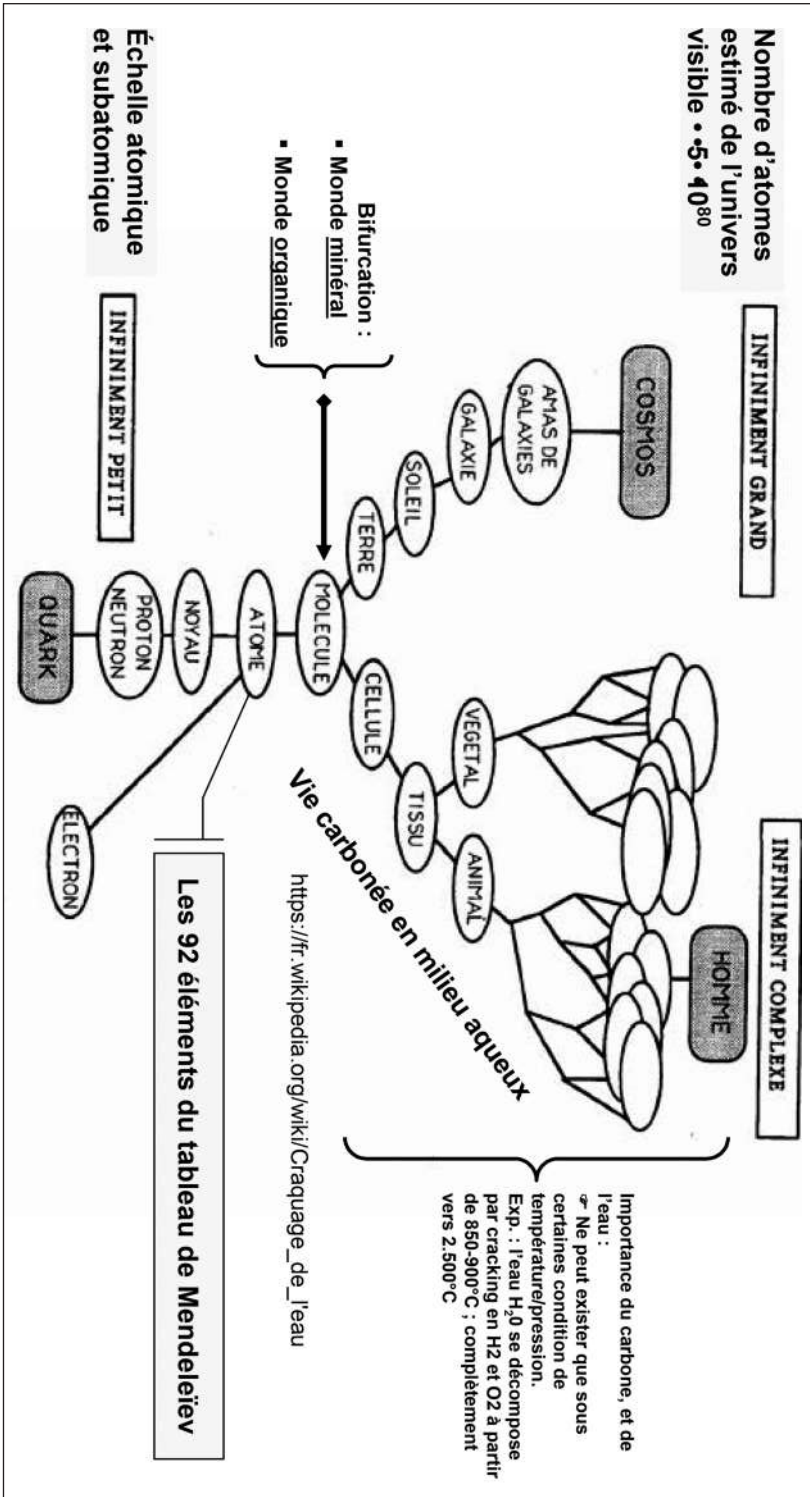 Nombre d'atomes
estimé de l'univers
visible • •5• 10⁸⁰
INFINIMENT GRAND
INFINIMENT COMPLEXE
COSMOS
AMAS DE
GALAXIES
GALAXIE
SOLEIL
TERRE
HOMME
VEGETAL
ANIMAL
TISSU
CELLULE
MOLECULE
Vie carbonée en milieu aqueux
Importance du carbone, et de
l'eau :
☞ Ne peut exister que sous
certaines condition de
température/pression.
Exp. : l'eau H₂0 se décompose
par cracking en H2 et O2 à partir
de 850-900°C ; complètement
vers 2.500°C
Bifurcation :
▪ Monde minéral
▪ Monde organique
https://fr.wikipedia.org/wiki/Craquage_de_l'eau
Échelle atomique
et subatomique
INFINIMENT PETIT
ATOME
NOYAU
PROTON
NEUTRON
QUARK
ÉLECTRON
Les 92 éléments du tableau de Mendeleïev